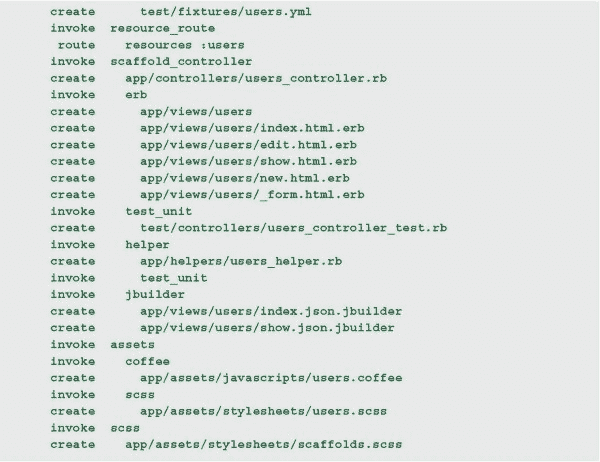 create      test/fixtures/users.yml
invoke  resource_route
 route    resources :users
invoke  scaffold_controller
create    app/controllers/users_controller.rb
invoke    erb
create      app/views/users
create      app/views/users/index.html.erb
create      app/views/users/edit.html.erb
create      app/views/users/show.html.erb
create      app/views/users/new.html.erb
create      app/views/users/_form.html.erb
invoke    test_unit
create      test/controllers/users_controller_test.rb
invoke    helper
create      app/helpers/users_helper.rb
invoke      test_unit
invoke    jbuilder
create      app/views/users/index.json.jbuilder
create      app/views/users/show.json.jbuilder
invoke  assets
invoke    coffee
create      app/assets/javascripts/users.coffee
invoke    scss
create      app/assets/stylesheets/users.scss
invoke  scss
create    app/assets/stylesheets/scaffolds.scss